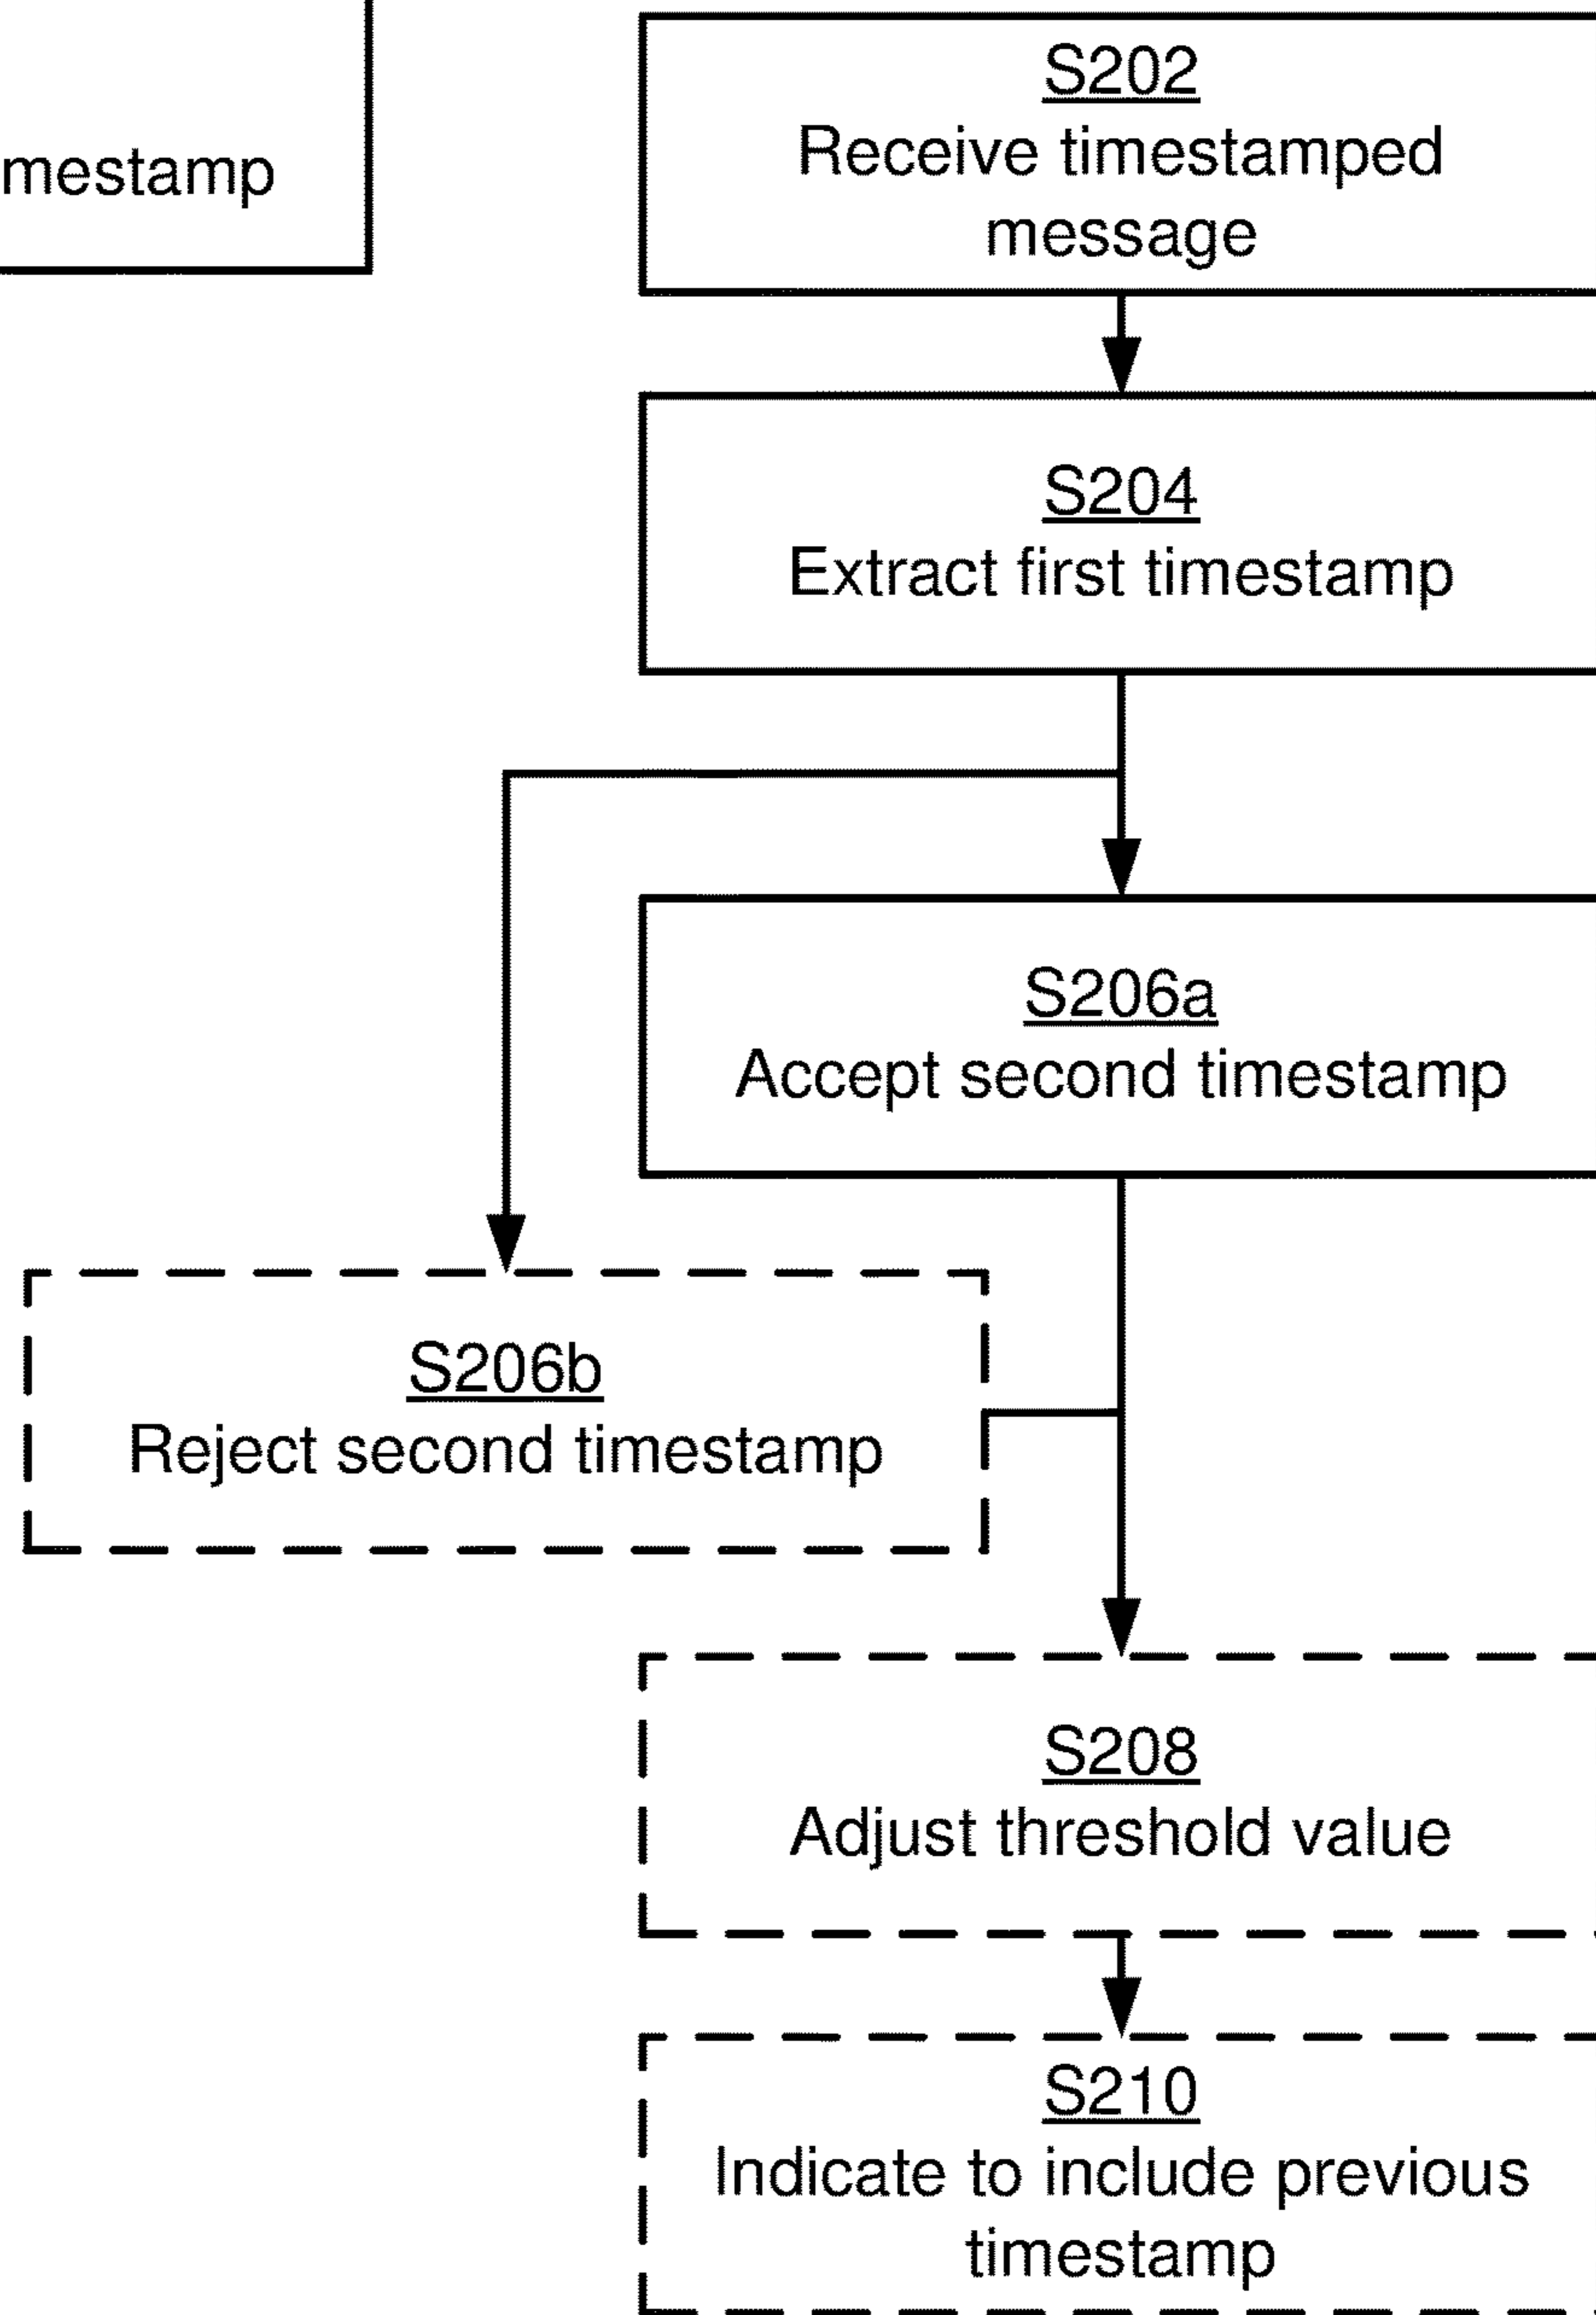 mestamp
S202
Receive timestamped
message
S204
Extract first timestamp
S206a
Accept second timestamp
S206b
Reject second timestamp
S208
Adjust threshold value
S210
Indicate to include previous
timestamp